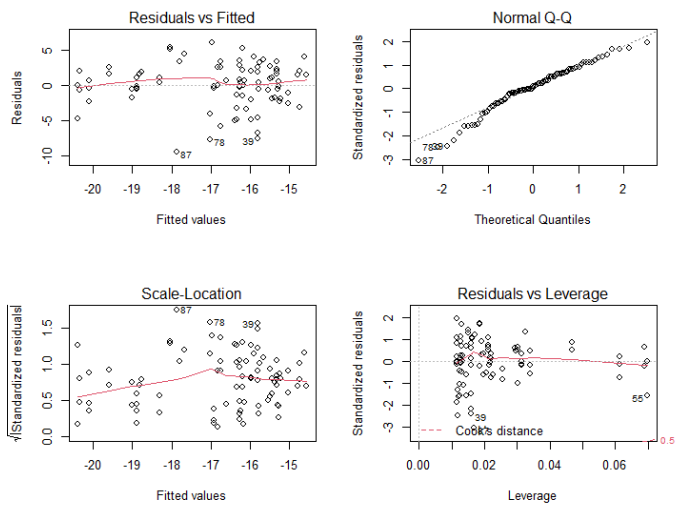 Residuals vs Fitted
Residuals
5
0
-5
-10
87
78
39
-20 -19 -18 -17 -16 -15
Fitted values
Normal Q-Q
Standardized residuals
2
1
0
-1
-2
-3
78
39
87
-2 -1 0 1 2
Theoretical Quantiles
Scale-Location
√|Standardized residuals|
1.5
1.0
0.5
0.0
87
78
39
-20 -19 -18 -17 -16 -15
Fitted values
Residuals vs Leverage
Standardized residuals
2
1
0
-1
-2
-3
39
55
Cook's distance
0.5
0.00 0.02 0.04 0.06
Leverage